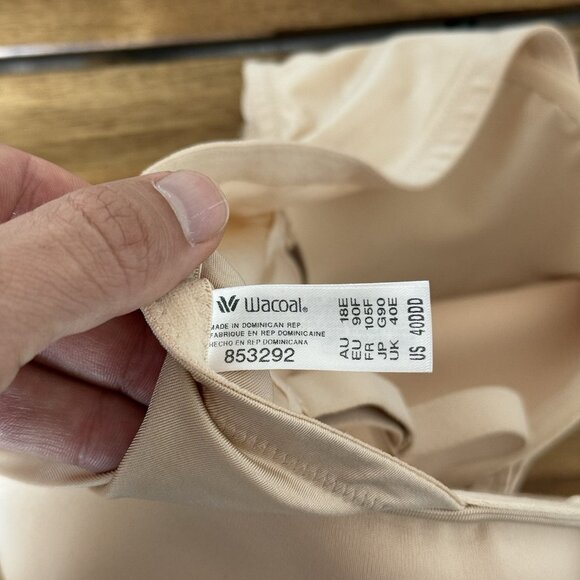 Wacoal®
MADE IN DOMINICAN REP
FABRIQUE EN REP DOMINICAINE
HECHO EN REP DOMINICANA
853292
AU 18E
EU 90F
FR 105F
JP G90
UK 40E
US 40DDD